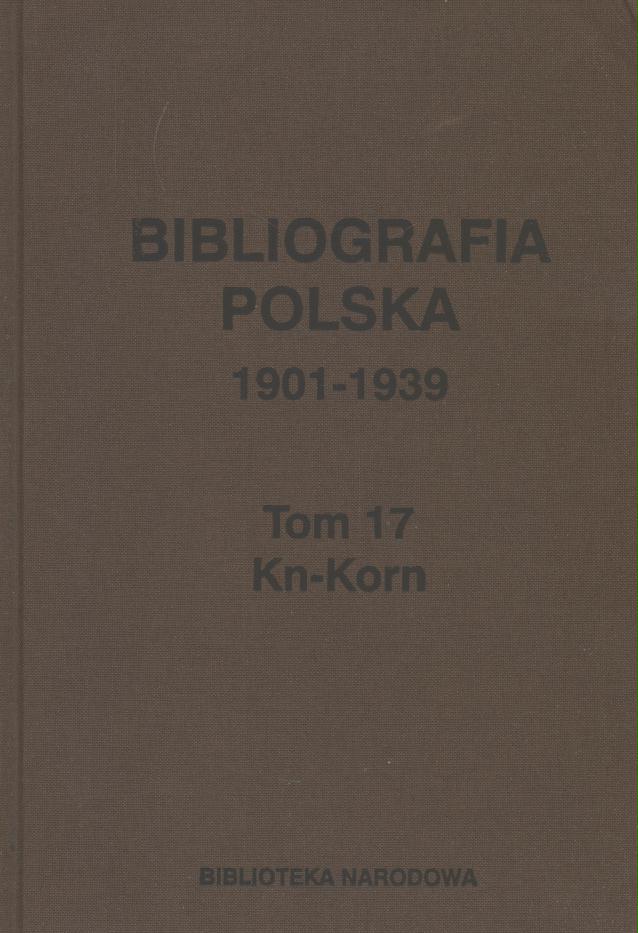 BIBLIOGRAFIA
POLSKA
1901-1939
Tom 17
Kn-Korn
BIBLIOTEKA NARODOWA